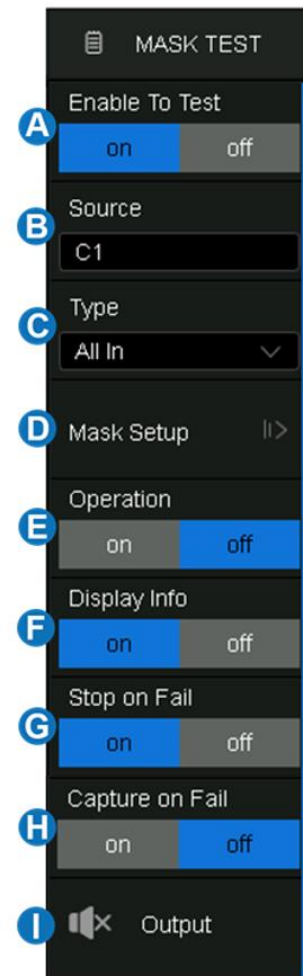 MASK TEST
A
Enable To Test
on off
B
Source
C1
C
Type
All In
D
Mask Setup
E
Operation
on off
F
Display Info
on off
G
Stop on Fail
on off
H
Capture on Fail
on off
I
Output